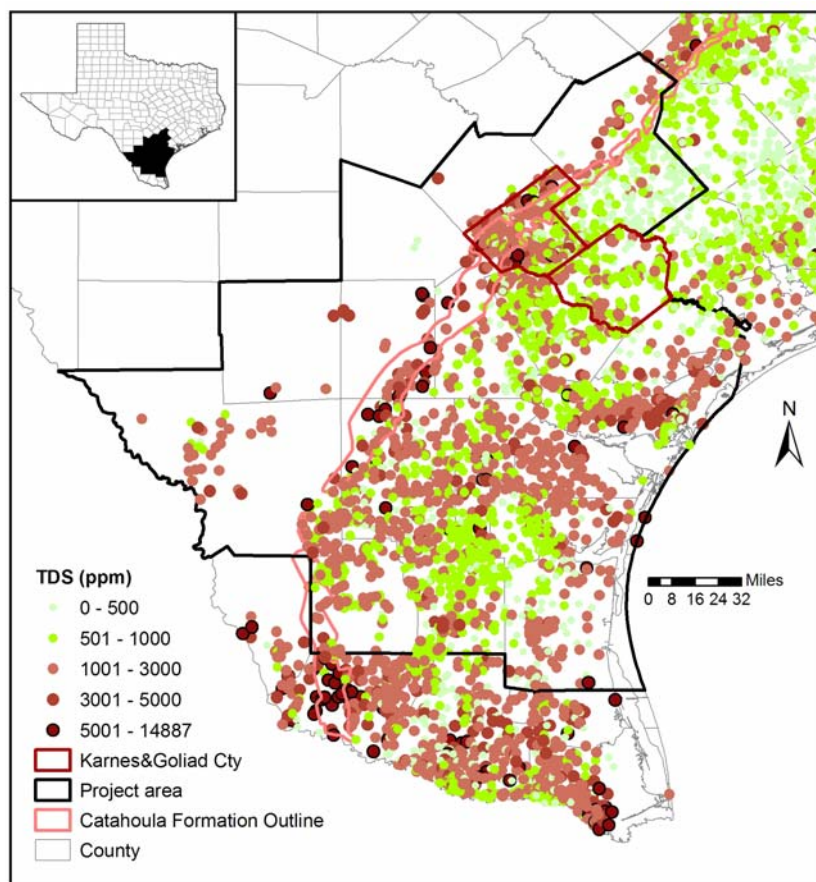 N
Miles
0 8 16 24 32
TDS (ppm)
0 - 500
501 - 1000
1001 - 3000
3001 - 5000
5001 - 14887
Karnes&Goliad Cty
Project area
Catahoula Formation Outline
County